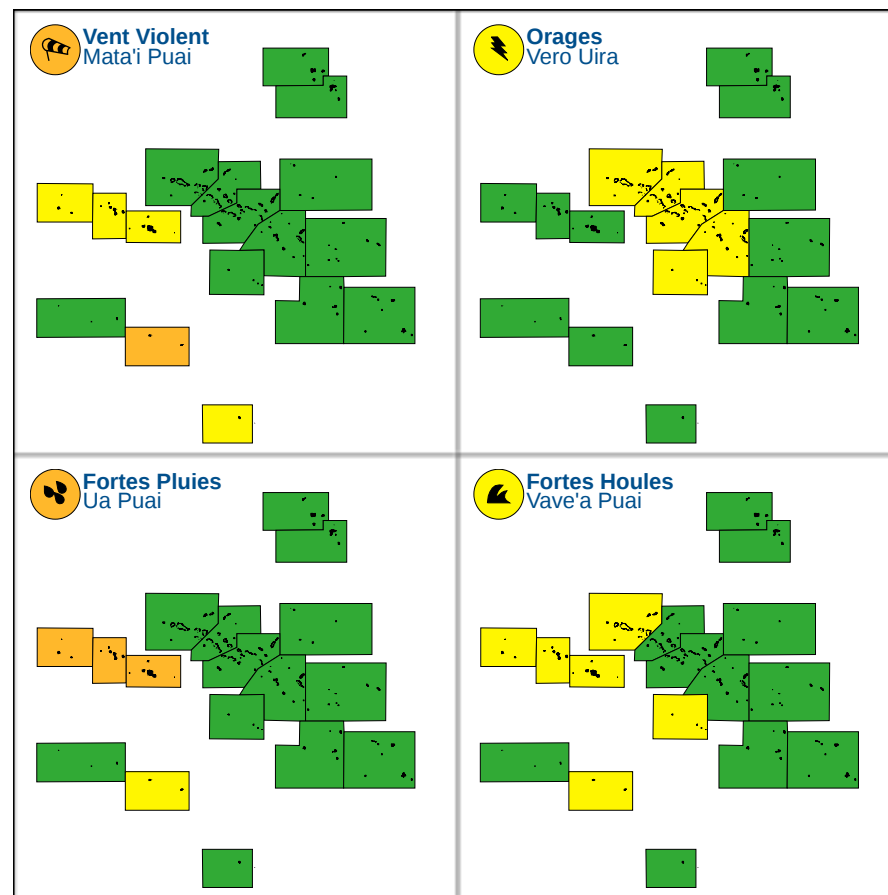 Vent Violent
Mata'i Puai
Orages
Vero Uira
Fortes Pluies
Ua Puai
Fortes Houles
Vave'a Puai